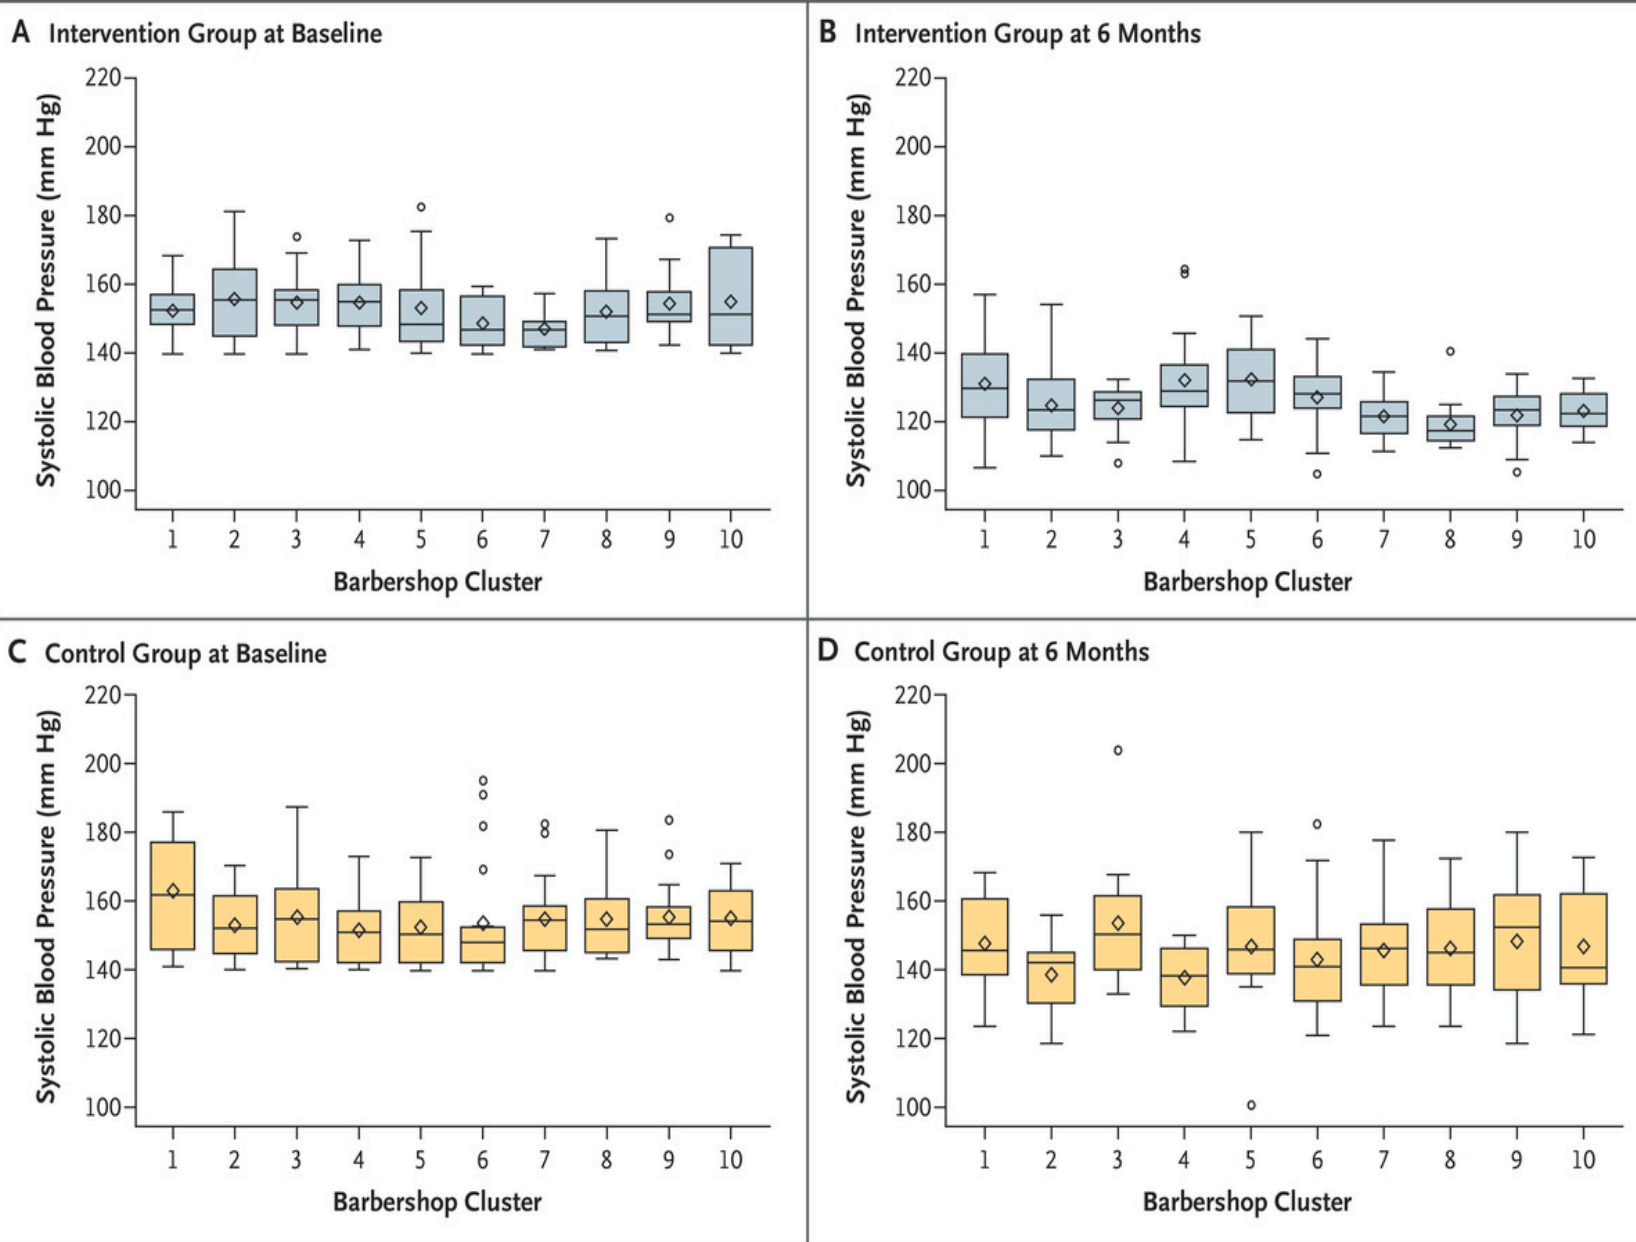 A Intervention Group at Baseline
220
200
180
160
140
120
100
Systolic Blood Pressure (mm Hg)
1 2 3 4 5 6 7 8 9 10
Barbershop Cluster
B Intervention Group at 6 Months
220
200
180
160
140
120
100
Systolic Blood Pressure (mm Hg)
1 2 3 4 5 6 7 8 9 10
Barbershop Cluster
C Control Group at Baseline
220
200
180
160
140
120
100
Systolic Blood Pressure (mm Hg)
1 2 3 4 5 6 7 8 9 10
Barbershop Cluster
D Control Group at 6 Months
220
200
180
160
140
120
100
Systolic Blood Pressure (mm Hg)
1 2 3 4 5 6 7 8 9 10
Barbershop Cluster